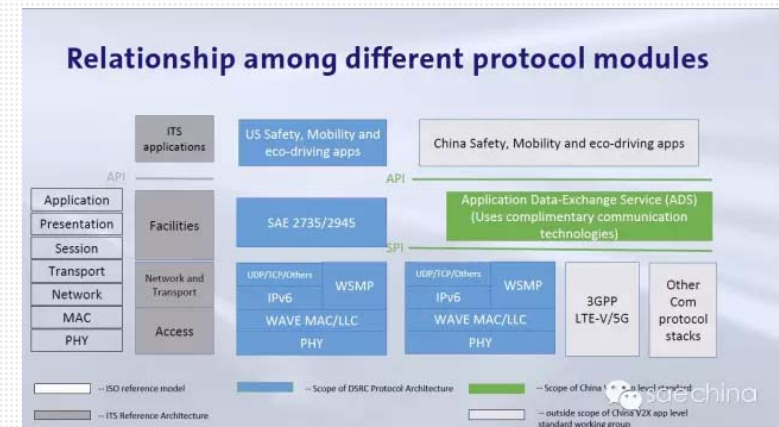 Relationship among different protocol modules
ITS
applications
US Safety, Mobility and
eco-driving apps
China Safety, Mobility and eco-driving apps
API
API
Application
Presentation
Session
Transport
Network
MAC
PHY
Facilities
Network and
Transport
Access
SAE 2735/2945
Application Data-Exchange Service (ADS)
(Uses complimentary communication
technologies)
SPI
UDP/TCP/Others
IPv6
WSMP
WAVE MAC/LLC
PHY
UDP/TCP/Others
IPv6
WSMP
WAVE MAC/LLC
PHY
3GPP
LTE-V/5G
Other
Com
protocol
stacks
-- ISO reference model
-- Scope of DSRC Protocol Architecture
-- Scope of China level standard
-- ITS Reference Architecture
-- outside scope of China V2X app level
standard working group
saechina